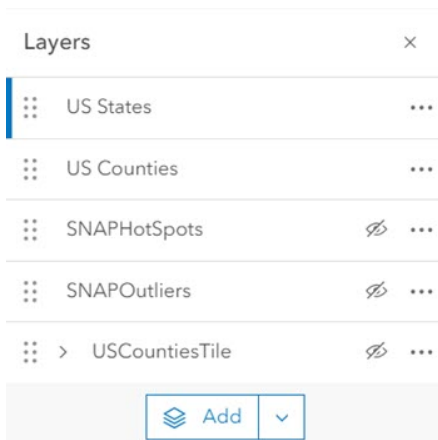 Layers
US States
US Counties
SNAPHotSpots
SNAPOutliers
USCountiesTile
Add